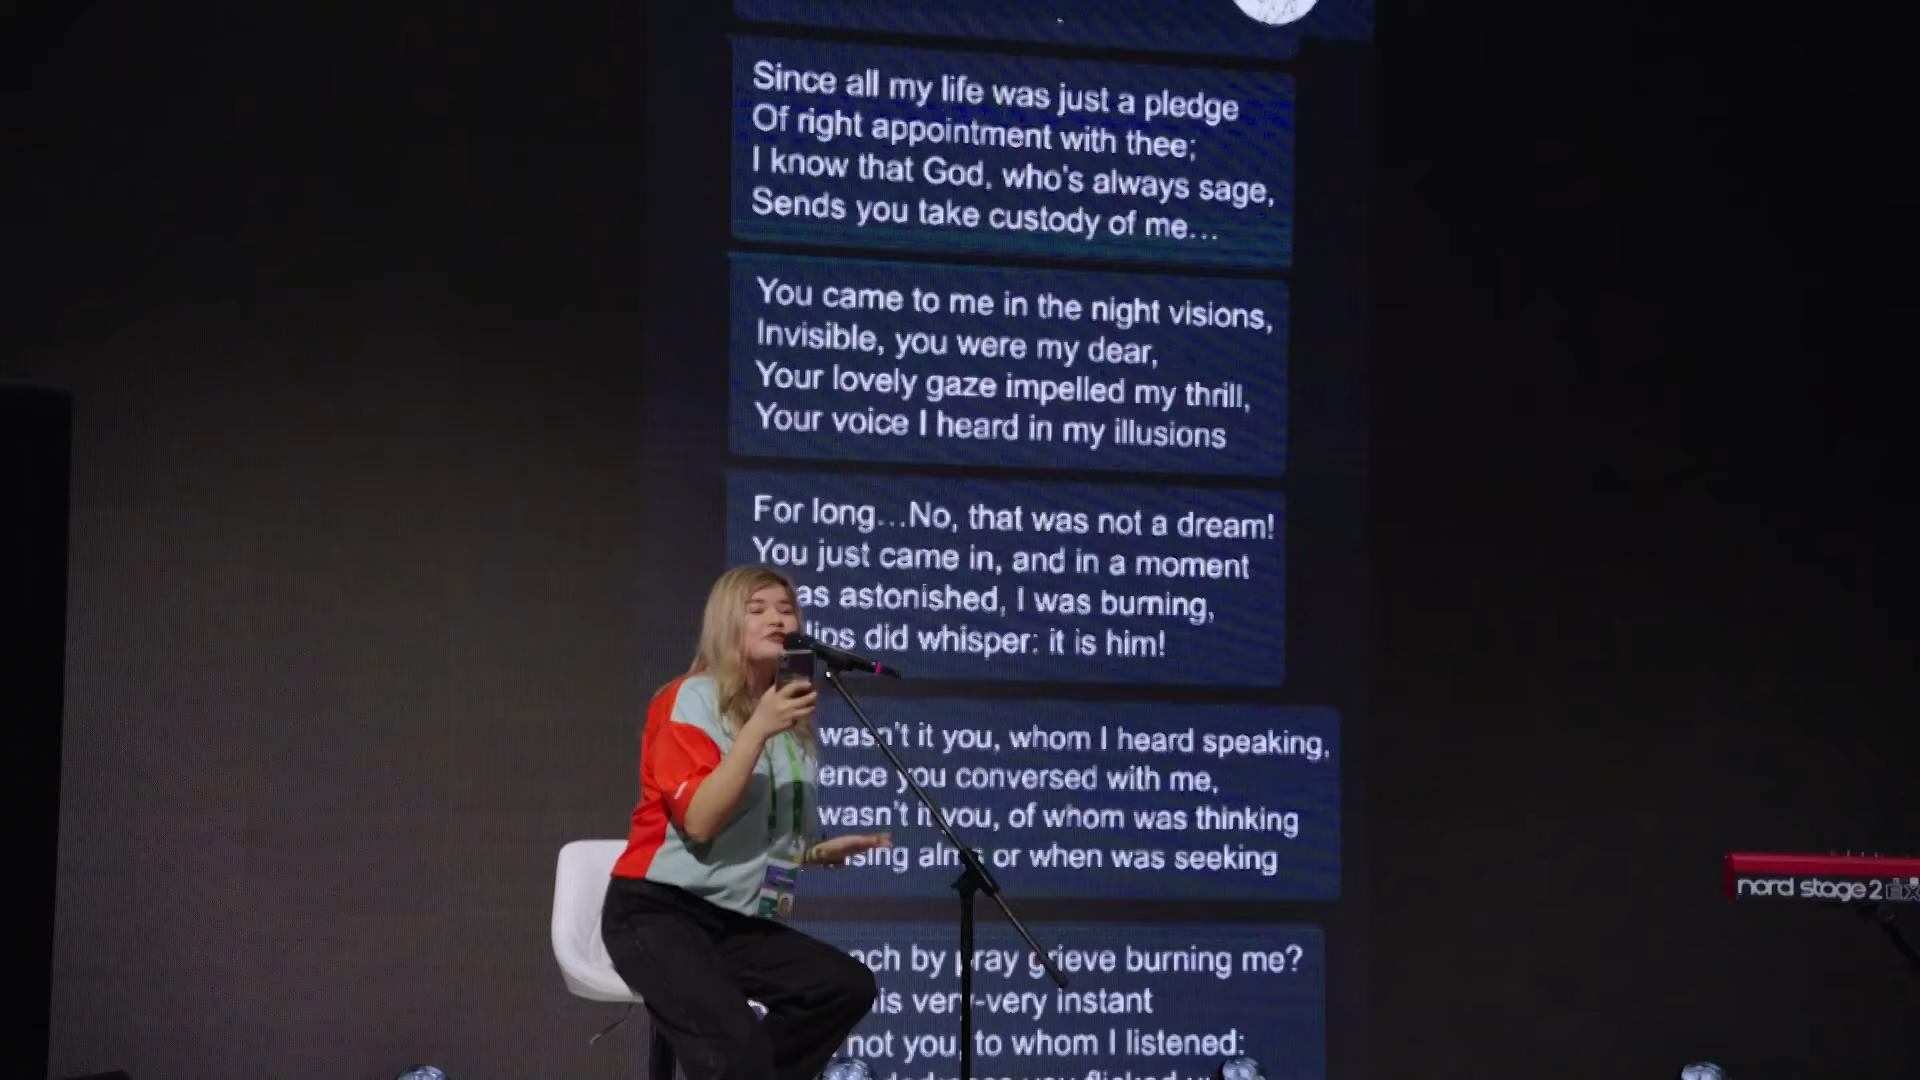 Since all my life was just a pledge
Of right appointment with thee;
I know that God, who's always sage,
Sends you take custody of me...
You came to me in the night visions,
Invisible, you were my dear,
Your lovely gaze impelled my thrill,
Your voice I heard in my illusions
For long...No, that was not a dream!
You just came in, and in a moment
as astonished, I was burning,
lips did whisper: it is him!
wasn't it you, whom I heard speaking,
you conversed with me,
wasn't it you, of whom was thinking
alms or when was seeking
by pray grieve burning me?
very-very instant
not you, to whom I listened:
you
nord stage 2 EX